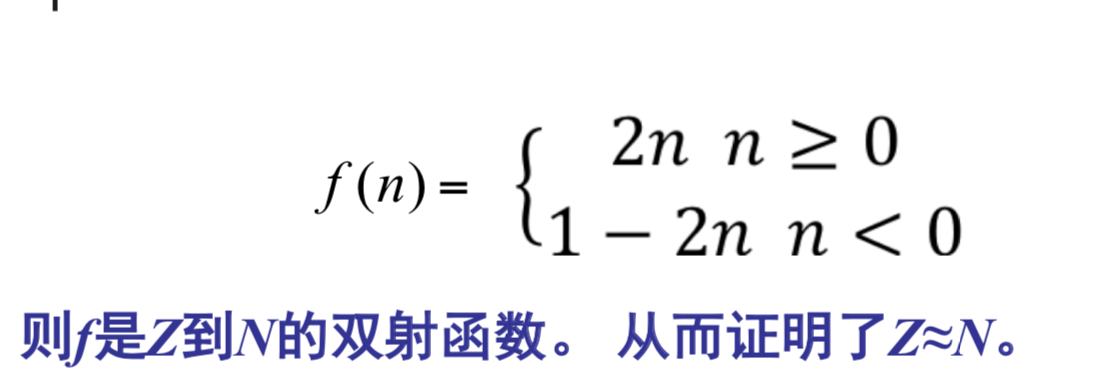 f(n) = { 2n n ≥ 0
1 − 2n n < 0
则f是Z到N的双射函数。 从而证明了Z≈N。